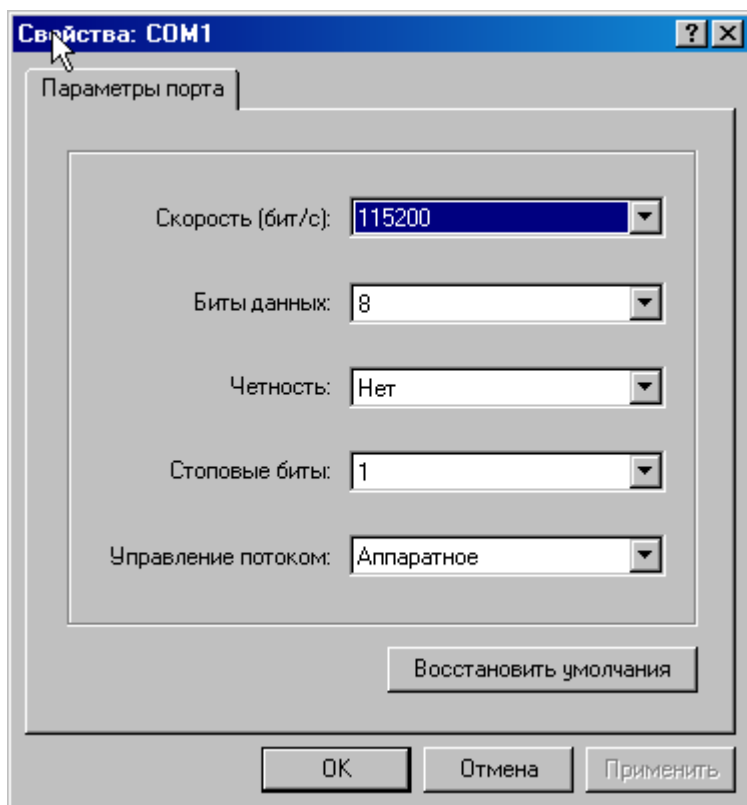 Свойства: COM1
Параметры порта
Скорость (бит/с): 115200
Биты данных: 8
Четность: Нет
Стоповые биты: 1
Управление потоком: Аппаратное
Восстановить умолчания
OK Отмена Применить